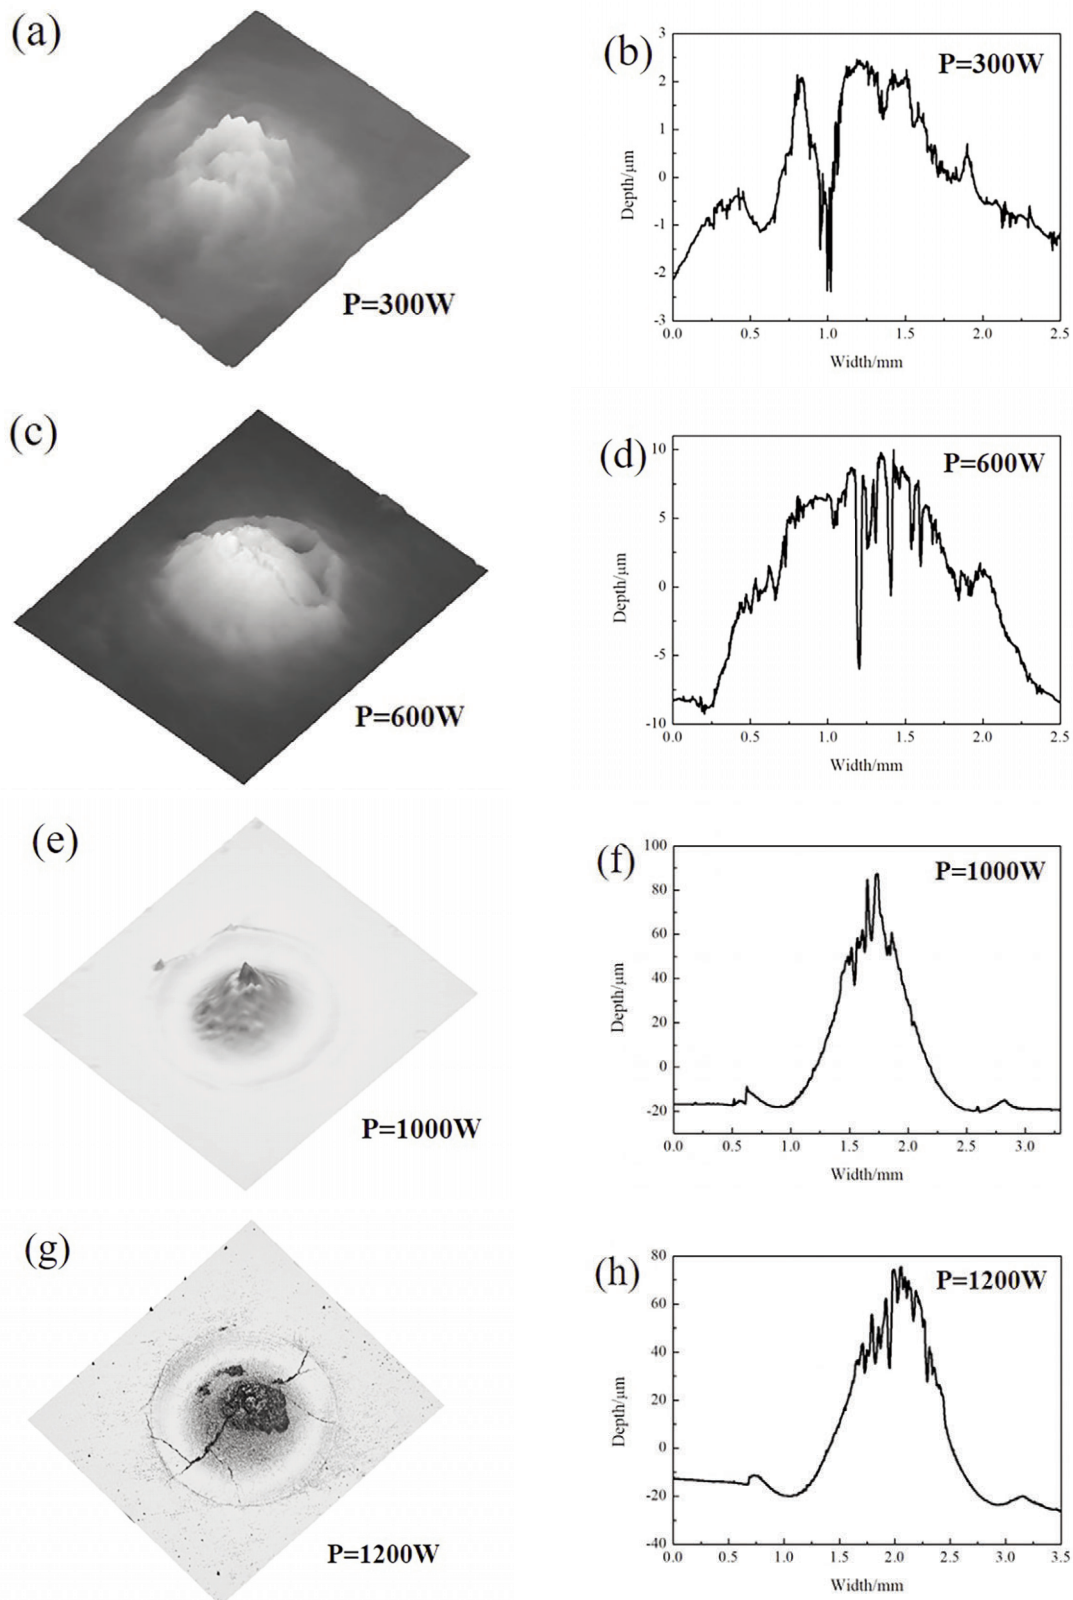 (a)
P=300W
(b)
P=300W
3
2
1
0
-1
-2
-3
Depth/μm
0.0 0.5 1.0 1.5 2.0 2.5
Width/mm
(c)
P=600W
(d)
P=600W
10
5
0
-5
-10
Depth/μm
0.0 0.5 1.0 1.5 2.0 2.5
Width/mm
(e)
P=1000W
(f)
P=1000W
100
80
60
40
20
0
-20
Depth/μm
0.0 0.5 1.0 1.5 2.0 2.5 3.0
Width/mm
(g)
P=1200W
(h)
P=1200W
80
60
40
20
0
-20
-40
Depth/μm
0.0 0.5 1.0 1.5 2.0 2.5 3.0 3.5
Width/mm